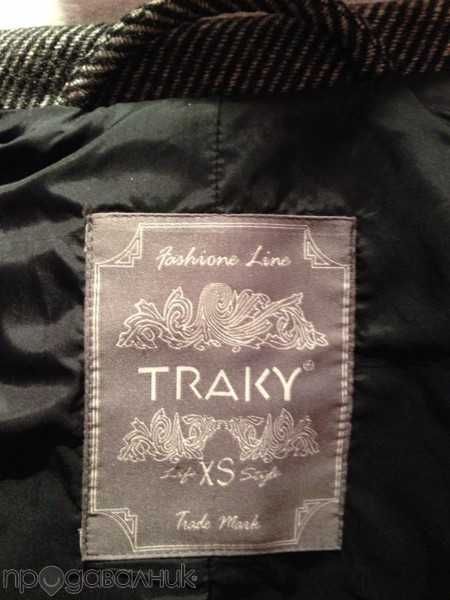 Fashione Line
TRAKY®
Life XS Style
Trade Mark
продавалник